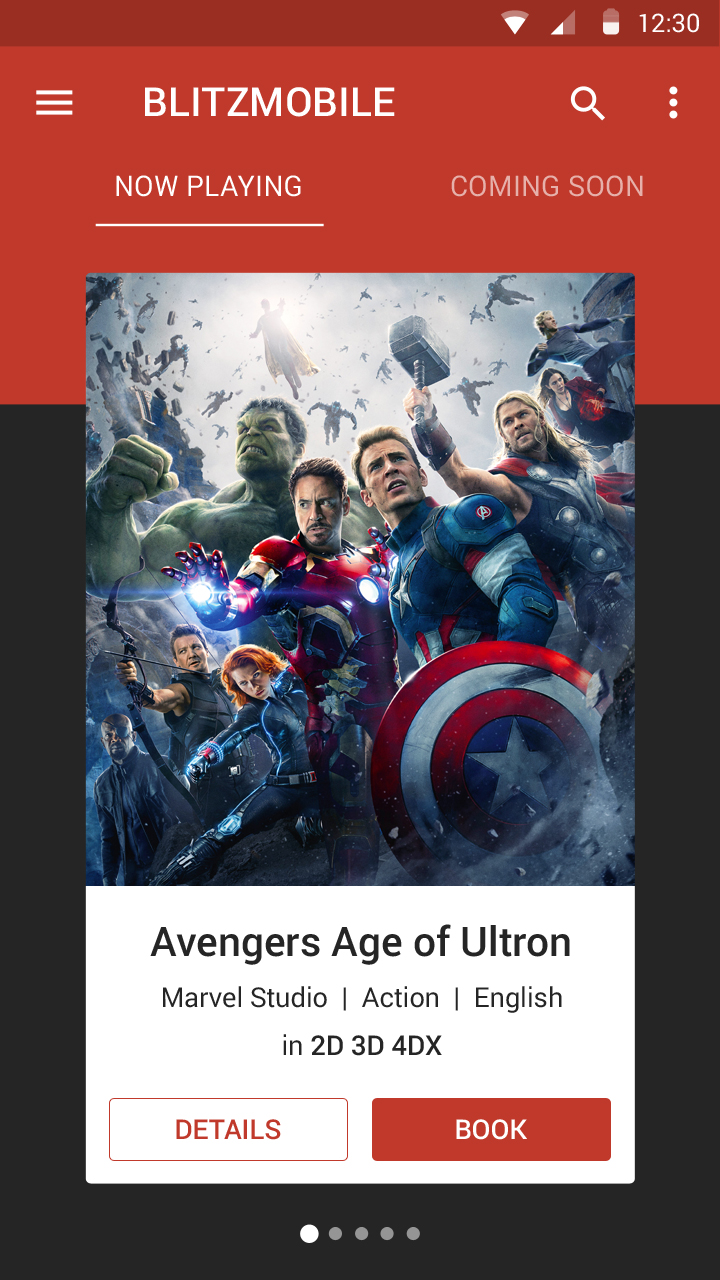 12:30
BLITZMOBILE
NOW PLAYING
COMING SOON
Avengers Age of Ultron
Marvel Studio | Action | English
in 2D 3D 4DX
DETAILS
BOOK